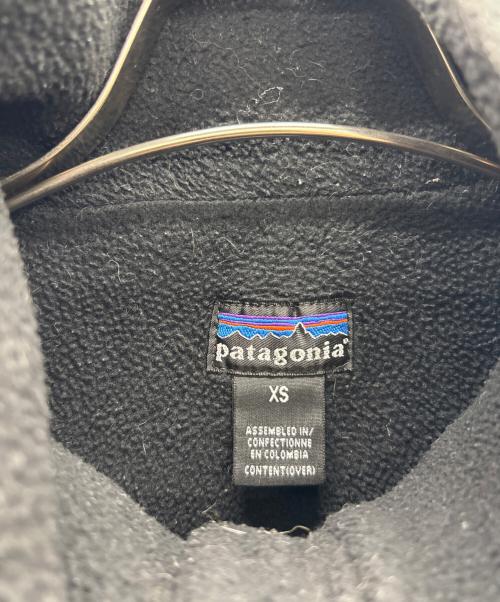 patagonia®
XS
ASSEMBLED IN/
CONFECTIONNE
EN COLOMBIA
CONTENT(OVER)